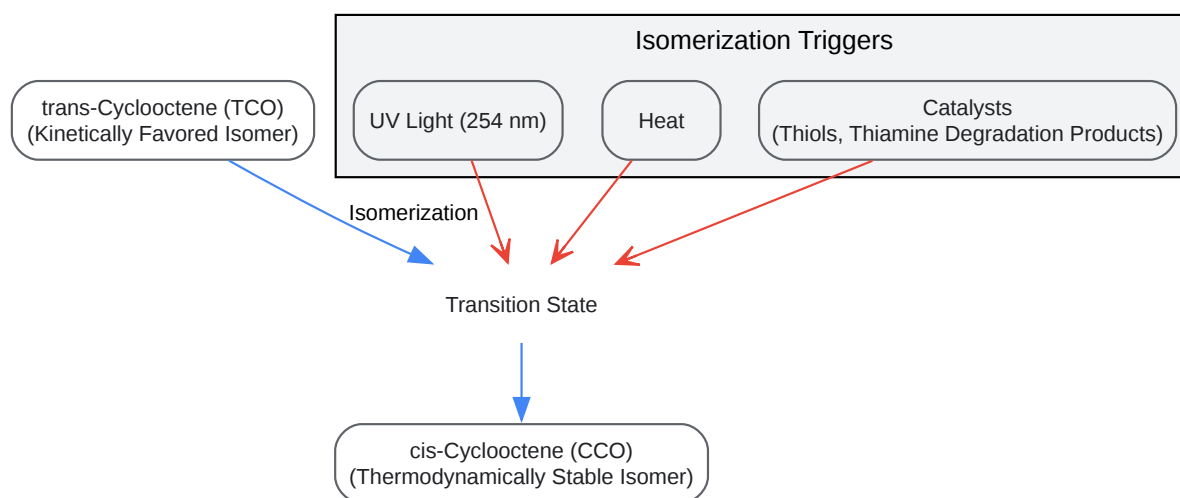 Isomerization Triggers
trans-Cyclooctene (TCO)
(Kinetically Favored Isomer)
UV Light (254 nm)
Heat
Catalysts
(Thiols, Thiamine Degradation Products)
Isomerization
Transition State
cis-Cyclooctene (CCO)
(Thermodynamically Stable Isomer)